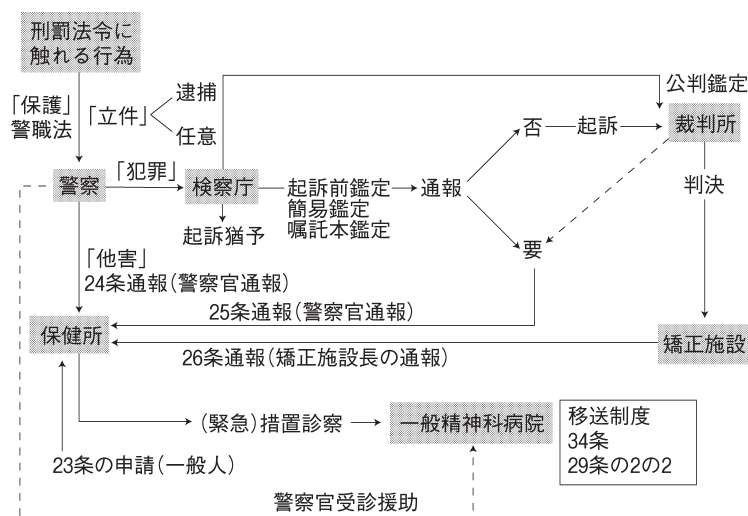 刑罰法令に
触れる行為
「保護」
警職法
「立件」
逮捕
任意
公判鑑定
否
起訴
裁判所
警察
「犯罪」
検察庁
起訴前鑑定
簡易鑑定
嘱託本鑑定
通報
判決
起訴猶予
要
「他害」
24条通報(警察官通報)
25条通報(警察官通報)
保健所
26条通報(矯正施設長の通報)
矯正施設
(緊急)措置診察
一般精神科病院
移送制度
34条
29条の2の2
23条の申請(一般人)
警察官受診援助